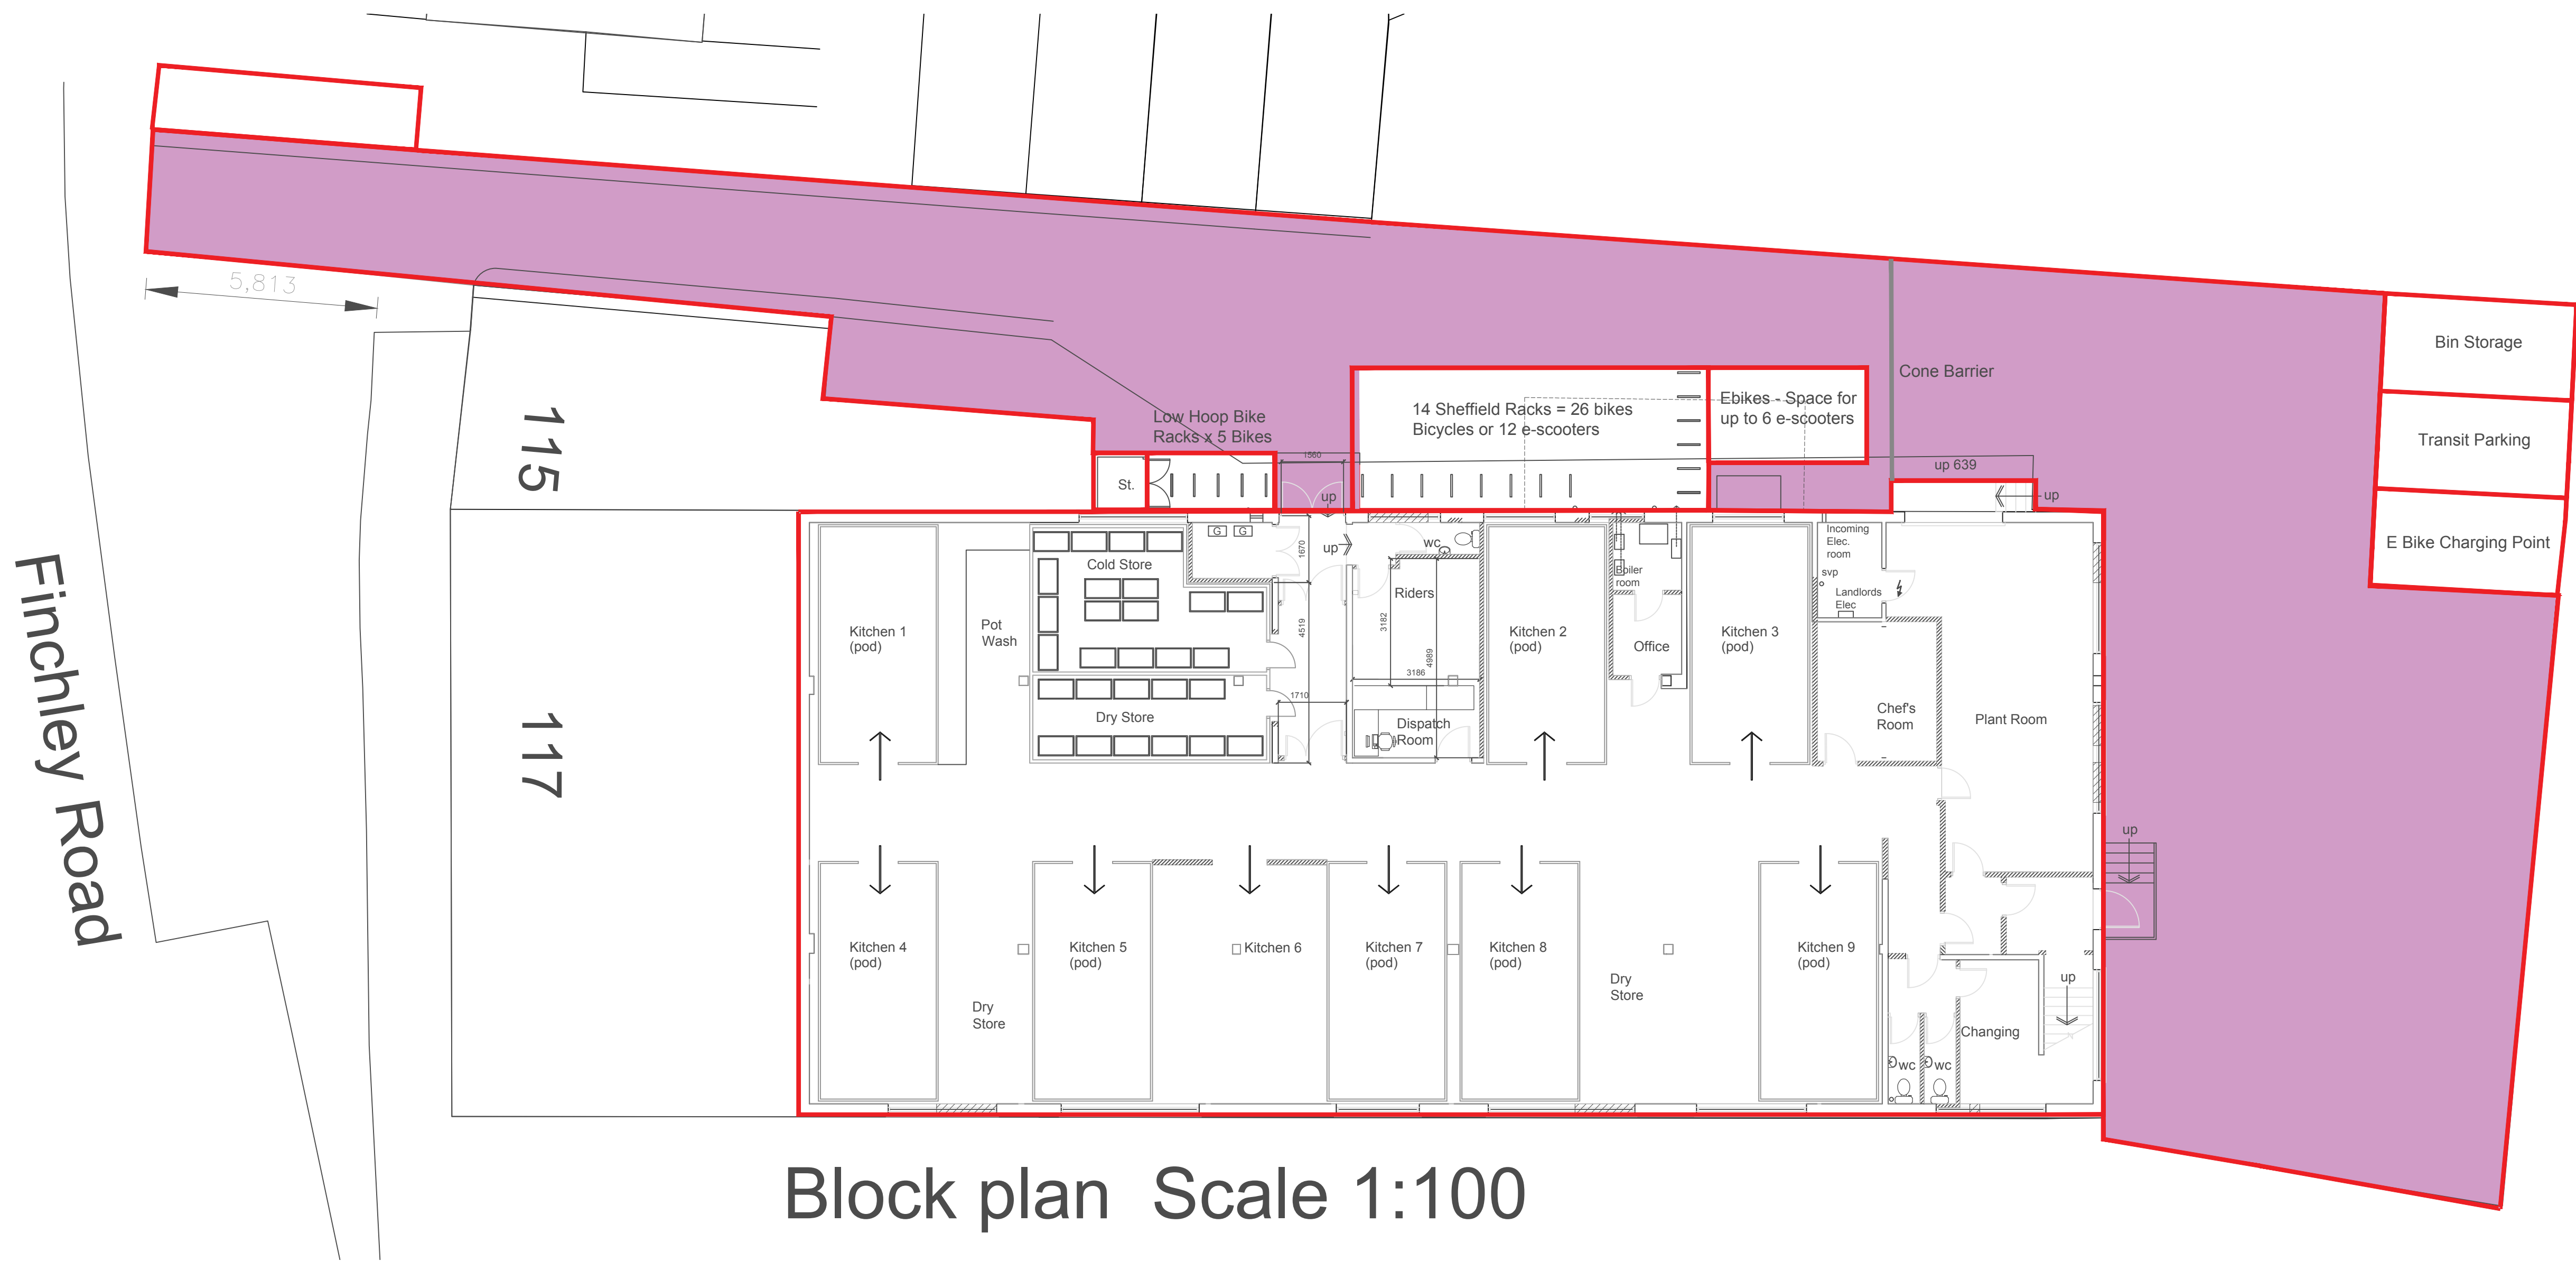 5,813
Bin Storage
Transit Parking
E Bike Charging Point
Cone Barrier
Low Hoop Bike
Racks x 5 Bikes
14 Sheffield Racks = 26 bikes
Bicycles or 12 e-scooters
Ebikes - Space for
up to 6 e-scooters
1560
up 639
St.
up
up
115
117
Finchley Road
G
G
up
1670
wc
Incoming
Elec.
room
svp
Landlords
Elec
Cold Store
Boiler
room
Riders
Kitchen 1
(pod)
Pot
Wash
4519
3182
4989
Kitchen 2
(pod)
Office
Kitchen 3
(pod)
3186
1710
Dry Store
Dispatch
Room
Chef's
Room
Plant Room
up
Kitchen 4
(pod)
Kitchen 5
(pod)
Kitchen 6
Kitchen 7
(pod)
Kitchen 8
(pod)
Kitchen 9
(pod)
Dry
Store
Dry
Store
up
Changing
wc
wc
Block plan Scale 1:100